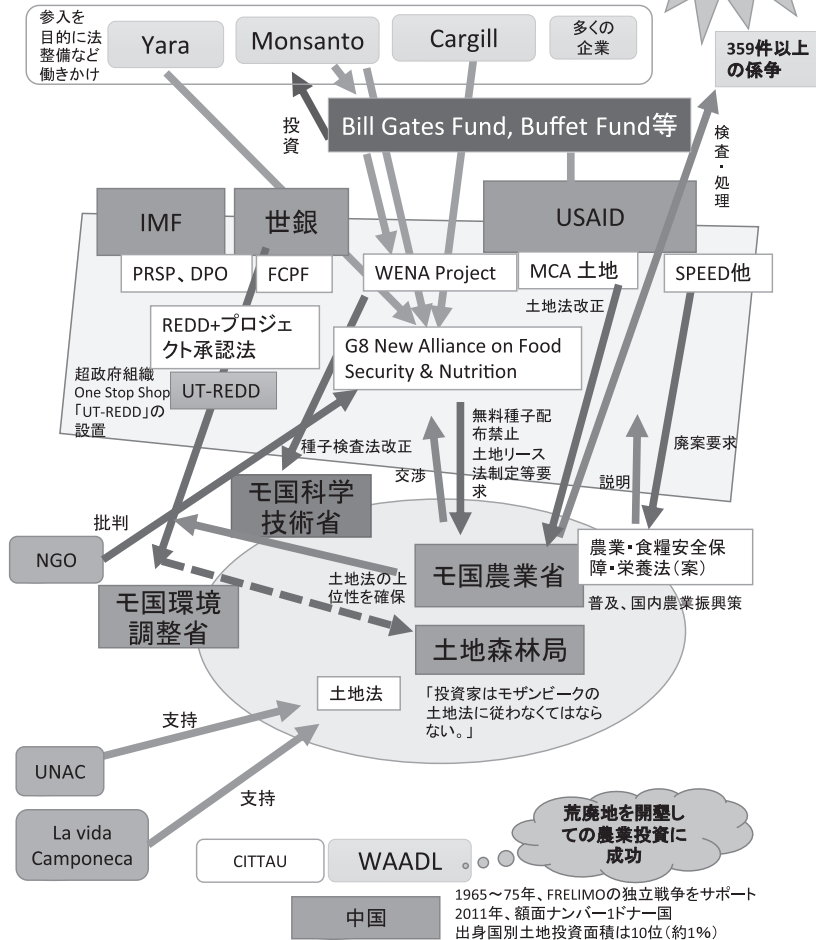 参入を
目的に法
整備など
働きかけ
Yara
Monsanto
Cargill
多くの
企業
359件以上
の係争
投資
Bill Gates Fund, Buffet Fund等
検査・処理
IMF
世銀
USAID
PRSP、DPO
FCPF
WENA Project
MCA 土地
SPEED他
土地法改正
REDD+プロジェ
クト承認法
G8 New Alliance on Food
Security & Nutrition
超政府組織
One Stop Shop
「UT-REDD」の
設置
UT-REDD
種子検査法改正
交渉
無料種子配
布禁止
土地リース
法制定等要
求
説明
廃案要求
モ国科学
技術省
批判
NGO
農業・食糧安全保
障・栄養法（案）
モ国農業省
土地法の上
位性を確保
モ国環境
調整省
普及、国内農業振興策
土地森林局
土地法
「投資家はモザンビークの
土地法に従わなくてはなら
ない。」
支持
UNAC
支持
La vida
Camponeca
荒廃地を開墾し
ての農業投資に
成功
CITTAU
WAADL
中国
1965～75年、FRELIMOの独立戦争をサポート
2011年、額面ナンバー1ドナー国
出身国別土地投資面積は10位（約1％）